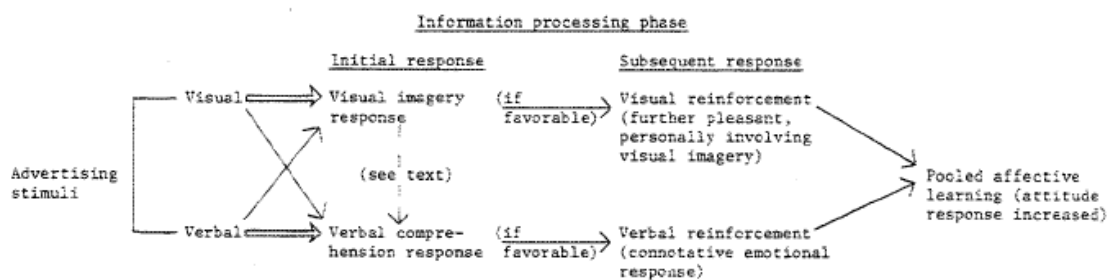 Information processing phase
Initial response
Subsequent response
Visual
Visual imagery
response
(if
favorable)
Visual reinforcement
(further pleasant,
personally involving
visual imagery)
Advertising
stimuli
(see text)
Pooled affective
learning (attitude
response increased)
Verbal
Verbal compre-
hension response
(if
favorable)
Verbal reinforcement
(connotative emotional
response)